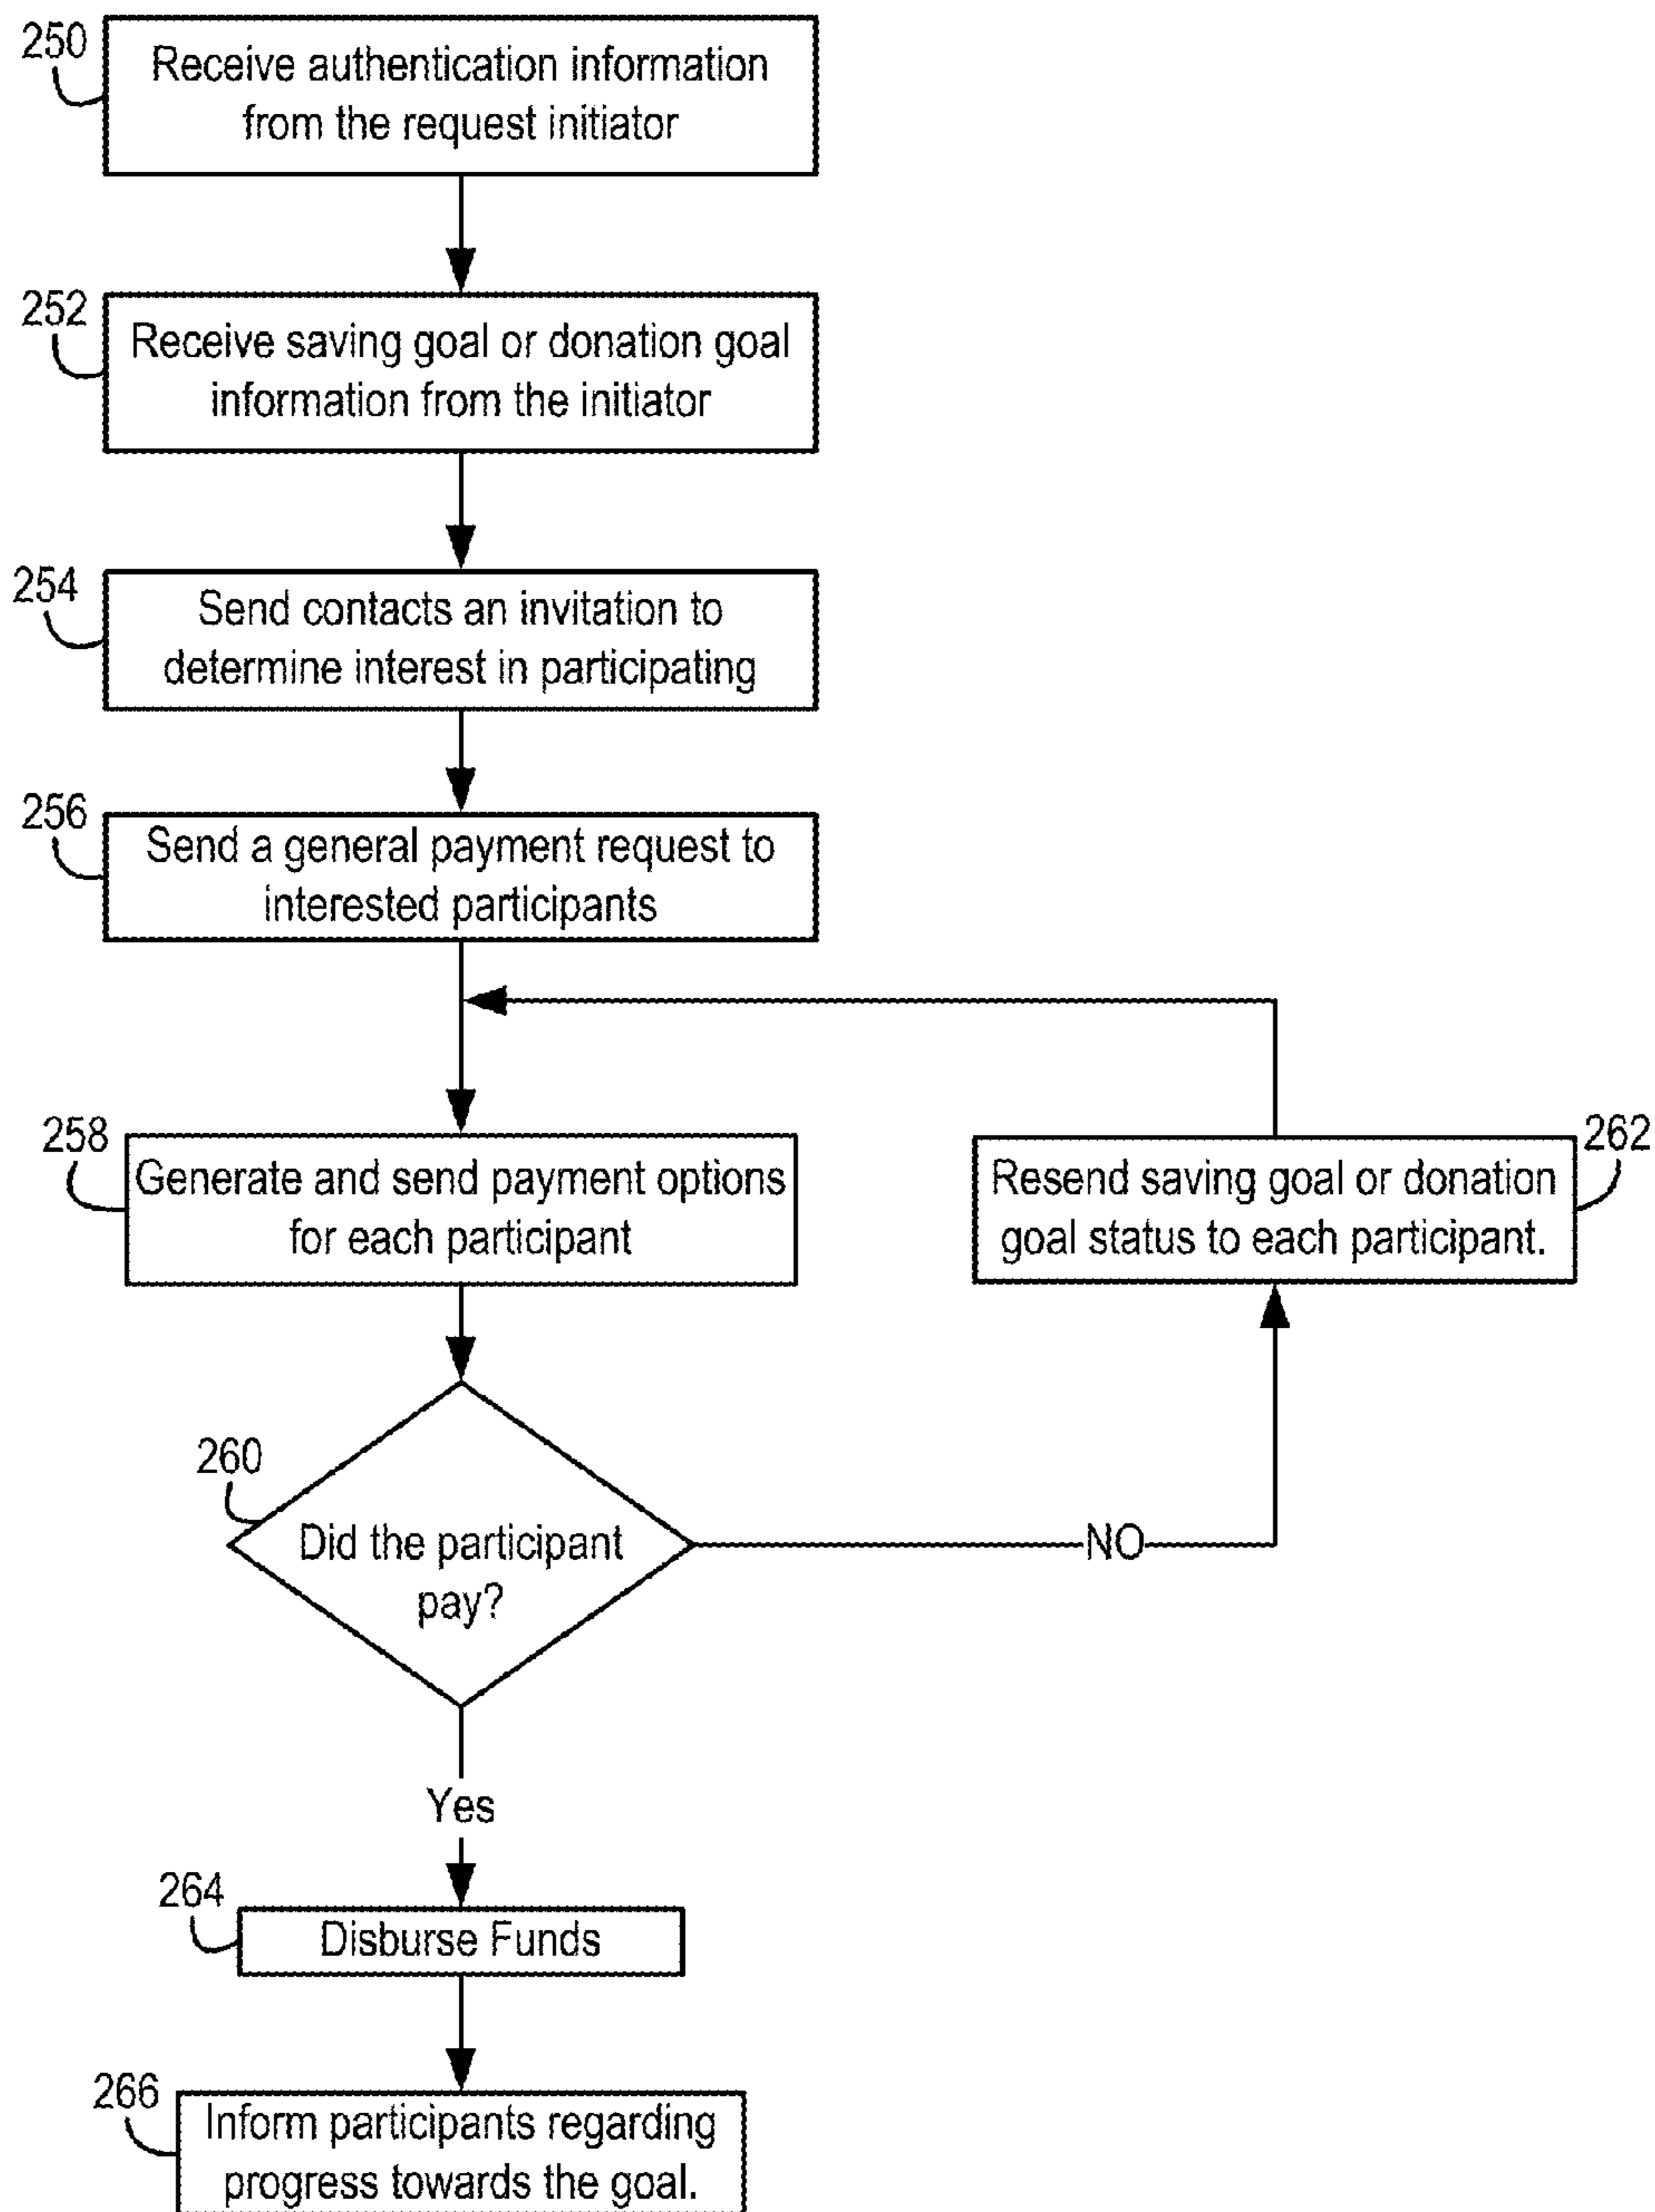 250
Receive authentication information
from the request initiator
252
Receive saving goal or donation goal
information from the initiator
254
Send contacts an invitation to
determine interest in participating
256
Send a general payment request to
interested participants
258
Generate and send payment options
for each participant
262
Resend saving goal or donation
goal status to each participant.
260
Did the participant
pay?
NO
Yes
264
Disburse Funds
266
Inform participants regarding
progress towards the goal.